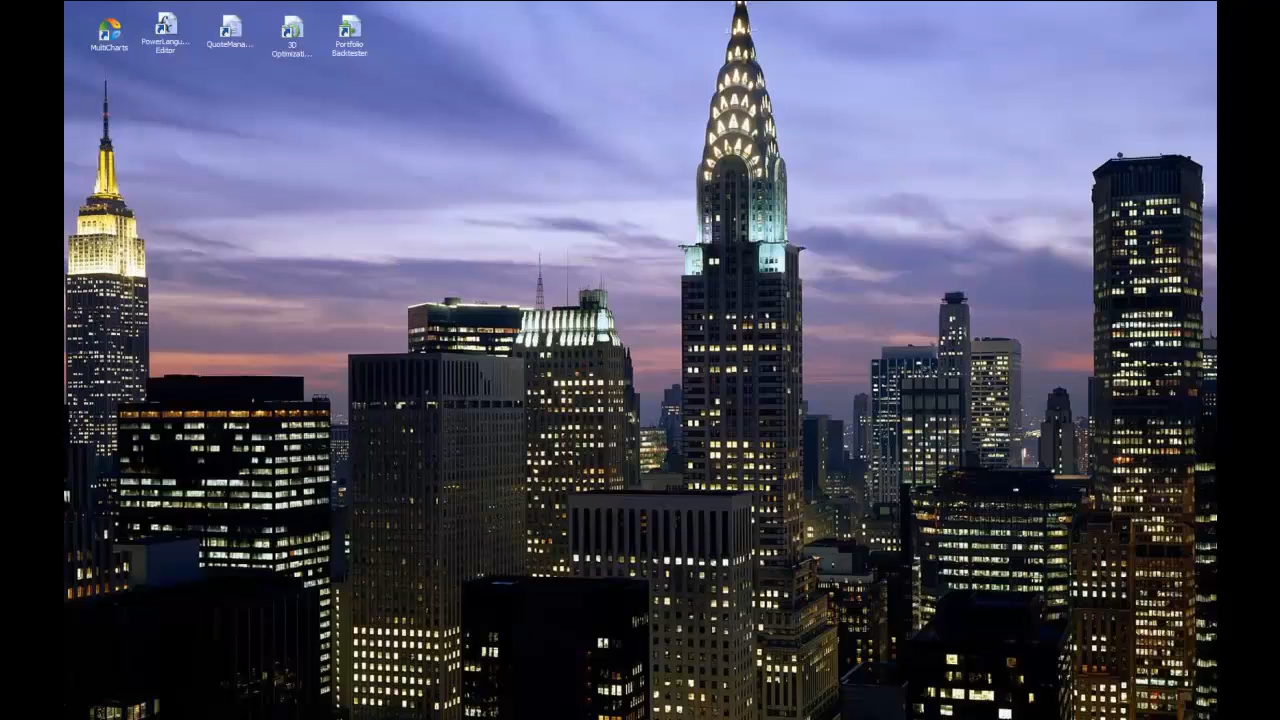 MultiCharts
PowerLangu...
Editor
QuoteMana...
3D
Optimizati...
Portfolio
Backtester